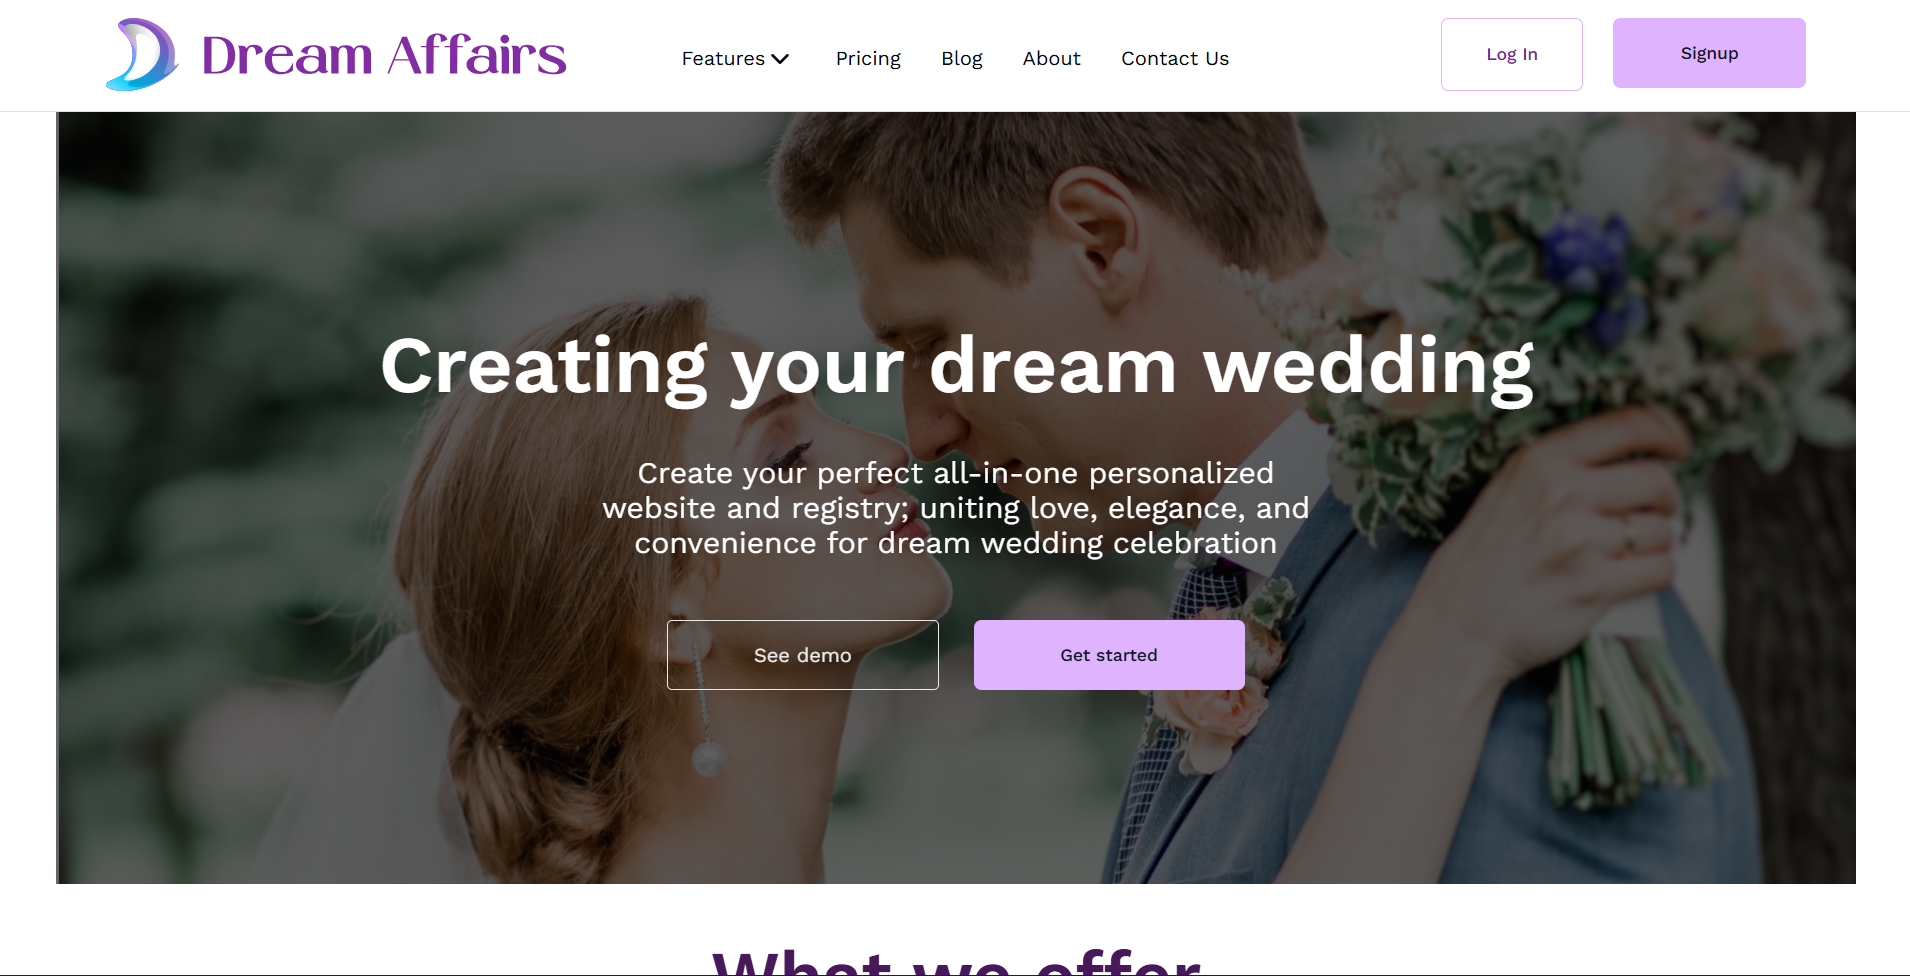 Dream Affairs
Features
Pricing
Blog
About
Contact Us
Log In
Signup
Creating your dream wedding
Create your perfect all-in-one personalized
website and registry; uniting love, elegance, and
convenience for dream wedding celebration
See demo
Get started
What we offer